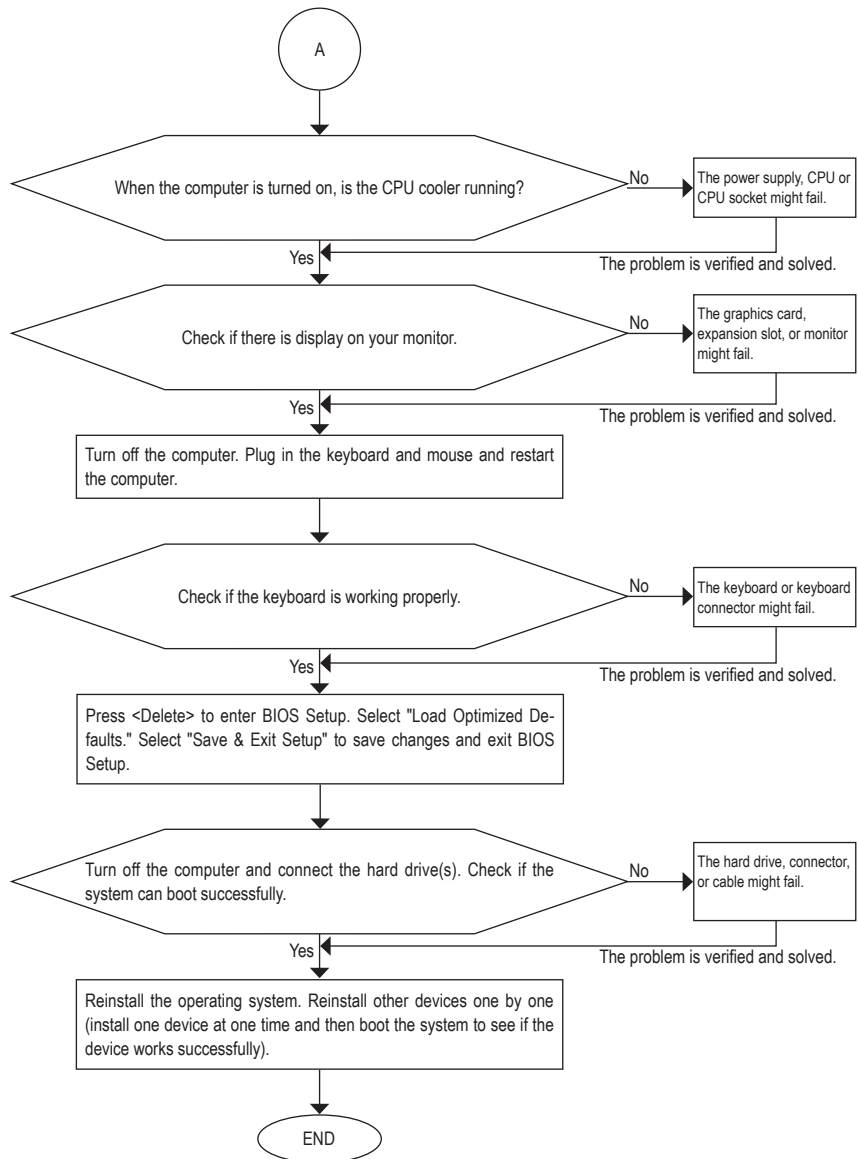 A
When the computer is turned on, is the CPU cooler running?
No
The power supply, CPU or
CPU socket might fail.
Yes
The problem is verified and solved.
Check if there is display on your monitor.
No
The graphics card,
expansion slot, or monitor
might fail.
Yes
The problem is verified and solved.
Turn off the computer. Plug in the keyboard and mouse and restart
the computer.
Check if the keyboard is working properly.
No
The keyboard or keyboard
connector might fail.
Yes
The problem is verified and solved.
Press <Delete> to enter BIOS Setup. Select "Load Optimized De-
faults." Select "Save & Exit Setup" to save changes and exit BIOS
Setup.
Turn off the computer and connect the hard drive(s). Check if the
system can boot successfully.
No
The hard drive, connector,
or cable might fail.
Yes
The problem is verified and solved.
Reinstall the operating system. Reinstall other devices one by one
(install one device at one time and then boot the system to see if the
device works successfully).
END